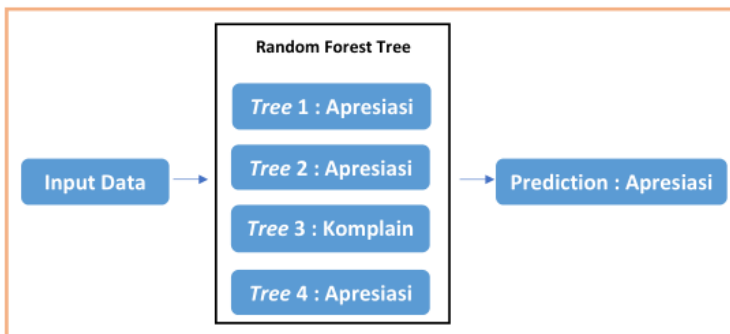 Random Forest Tree
Tree 1 : Apresiasi
Tree 2 : Apresiasi
Input Data
Prediction : Apresiasi
Tree 3 : Komplain
Tree 4 : Apresiasi